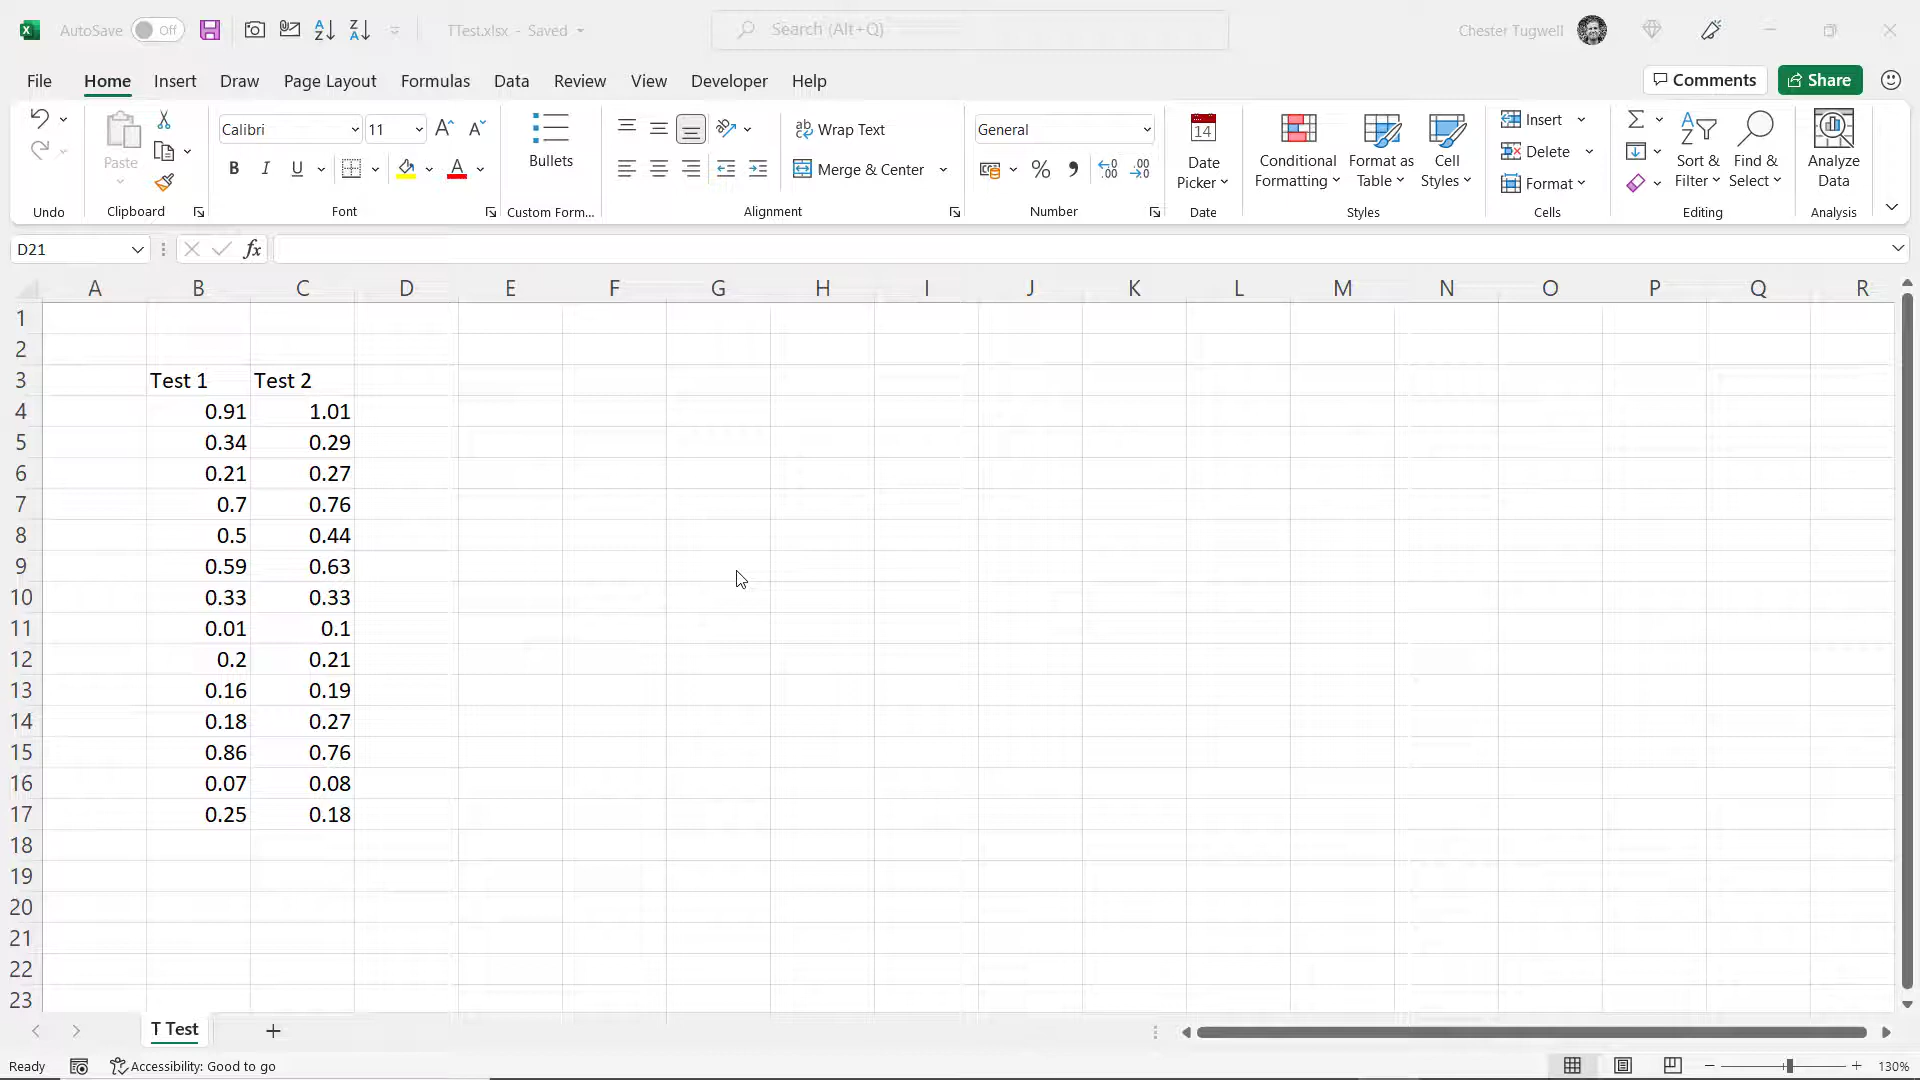 AutoSave Off TTest.xlsx - Saved Search (Alt+Q) Chester Tugwell
File Home Insert Draw Page Layout Formulas Data Review View Developer Help Comments Share
Calibri 11 Wrap Text General 14 Insert
Paste Bullets Date Conditional Format as Cell Delete Sort & Find & Analyze
B I U A Merge & Center % Picker Formatting Table Styles Format Filter Select Data
Undo Clipboard Font Custom Form... Alignment Number Date Styles Cells Editing Analysis
D21 fx
A B C D E F G H I J K L M N O P Q R
1
2
3 Test 1 Test 2
4 0.91 1.01
5 0.34 0.29
6 0.21 0.27
7 0.7 0.76
8 0.5 0.44
9 0.59 0.63
10 0.33 0.33
11 0.01 0.1
12 0.2 0.21
13 0.16 0.19
14 0.18 0.27
15 0.86 0.76
16 0.07 0.08
17 0.25 0.18
18
19
20
21
22
23
T Test
Ready Accessibility: Good to go 130%